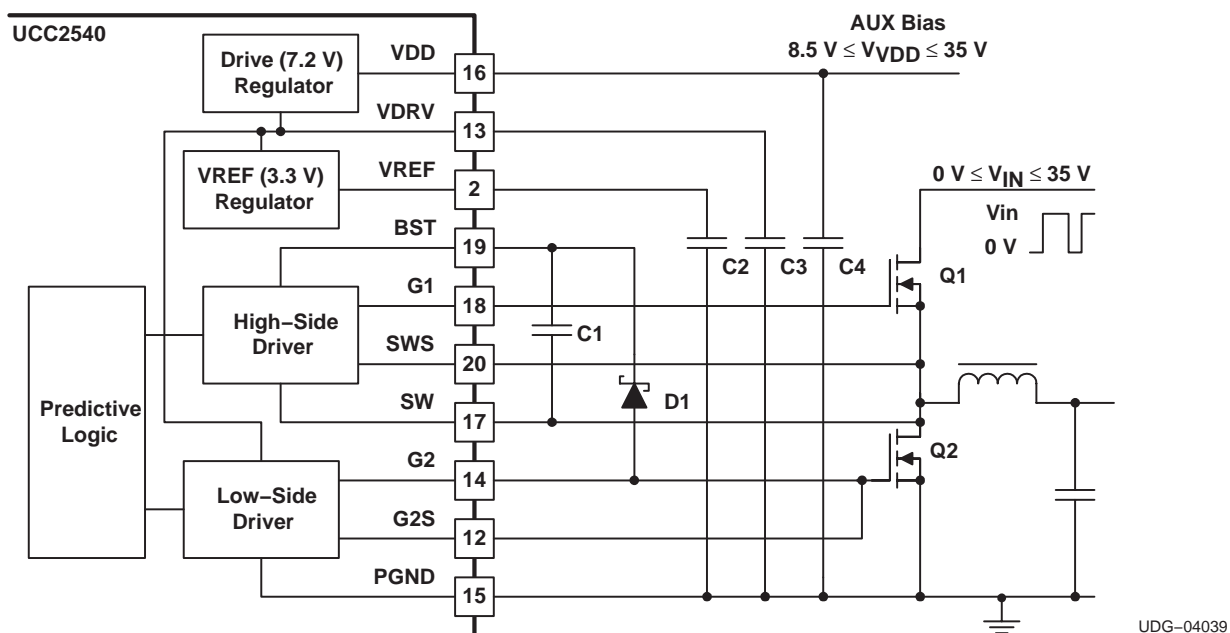 UCC2540
AUX Bias
8.5 V ≤ VVDD ≤ 35 V
Drive (7.2 V)
Regulator
VDD
16
VDRV
13
VREF (3.3 V)
Regulator
VREF
2
0 V ≤ VIN ≤ 35 V
Vin
0 V
BST
19
C2
C3
C4
Q1
G1
18
High−Side
Driver
C1
SWS
20
Predictive
Logic
D1
SW
17
Q2
G2
14
Low−Side
Driver
G2S
12
PGND
15
UDG−04039